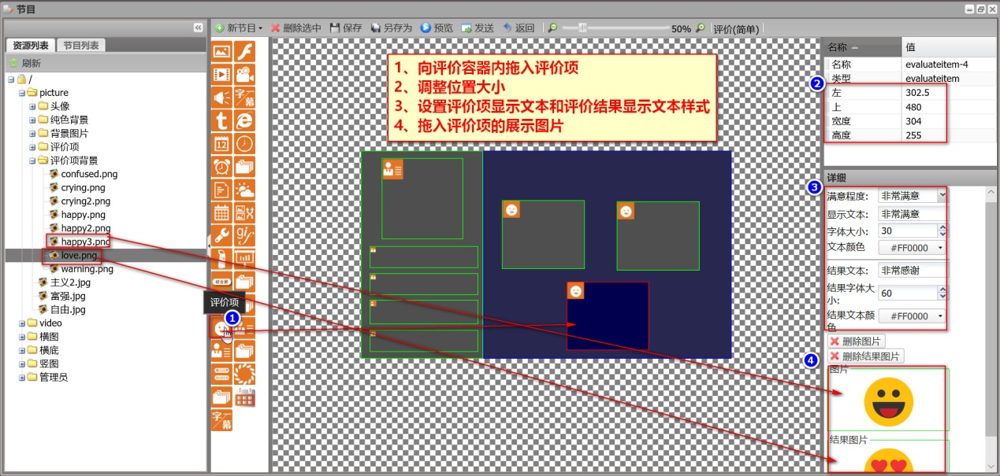 节目
资源列表 节目列表
刷新
/
picture
头像
纯色背景
背景图片
评价项
评价项背景
confused.png
crying.png
crying2.png
happy.png
happy2.png
happy3.png
love.png
warning.png
主义2.jpg
富强.jpg
自由.jpg
video
横图
横底
竖图
管理员
新节目 删除选中 保存 另存为 预览 发送 返回 50% 评价(简单)
字幕
12
gif
评价项
1
字幕
1、向评价容器内拖入评价项
2、调整位置大小
3、设置评价项显示文本和评价结果显示文本样式
4、拖入评价项的展示图片
名称 值
名称 evaluateitem-4
类型 evaluateitem
2
左 302.5
上 480
宽度 304
高度 255
详细
3
满意程度: 非常满意
显示文本: 非常满意
字体大小: 30
文本颜色 #FF0000
结果文本: 非常感谢
结果字体大小: 60
结果文本颜色 #FF0000
删除图片
删除结果图片
4
图片
结果图片